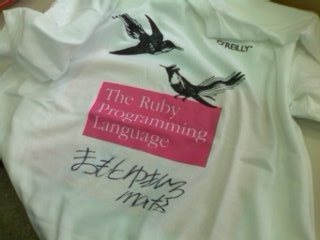 O'REILLY
The Ruby
Programming
Language
まつもとゆきひろ
matz